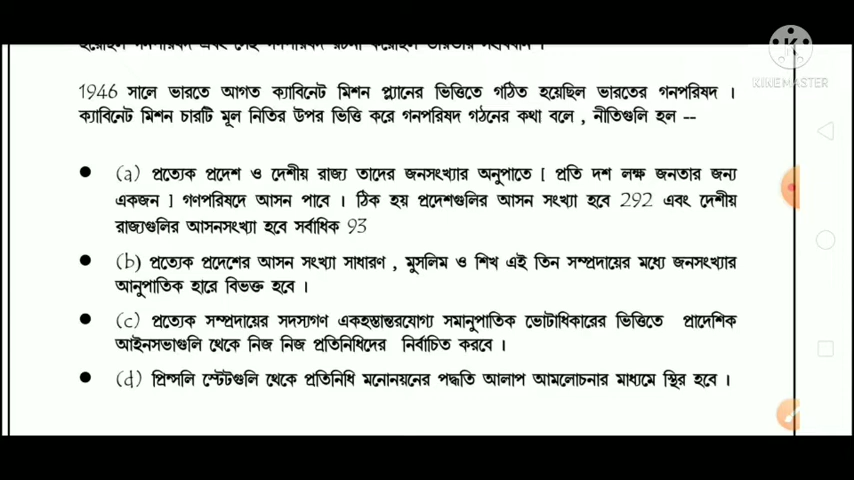 1946 সালে ভারতে আগত ক্যাবিনেট মিশন প্ল্যানের ভিত্তিতে গঠিত হয়েছিল ভারতের গনপরিষদ ।
ক্যাবিনেট মিশন চারটি মূল নিতির উপর ভিত্তি করে গনপরিষদ গঠনের কথা বলে , নীতিগুলি হল --
(a) প্রত্যেক প্রদেশ ও দেশীয় রাজ্য তাদের জনসংখ্যার অনুপাতে [ প্রতি দশ লক্ষ জনতার জন্য
একজন ] গণপরিষদে আসন পাবে । ঠিক হয় প্রদেশগুলির আসন সংখ্যা হবে 292 এবং দেশীয়
রাজ্যগুলির আসনসংখ্যা হবে সর্বাধিক 93
(b) প্রত্যেক প্রদেশের আসন সংখ্যা সাধারণ , মুসলিম ও শিখ এই তিন সম্প্রদায়ের মধ্যে জনসংখ্যার
আনুপাতিক হারে বিভক্ত হবে ।
(c) প্রত্যেক সম্প্রদায়ের সদস্যগণ একহস্তান্তরযোগ্য সমানুপাতিক ভোটাধিকারের ভিত্তিতে প্রাদেশিক
আইনসভাগুলি থেকে নিজ নিজ প্রতিনিধিদের নির্বাচিত করবে ।
(d) প্রিন্সলি স্টেটগুলি থেকে প্রতিনিধি মনোনয়নের পদ্ধতি আলাপ আমলোচনার মাধ্যমে স্থির হবে ।
KINEMASTER